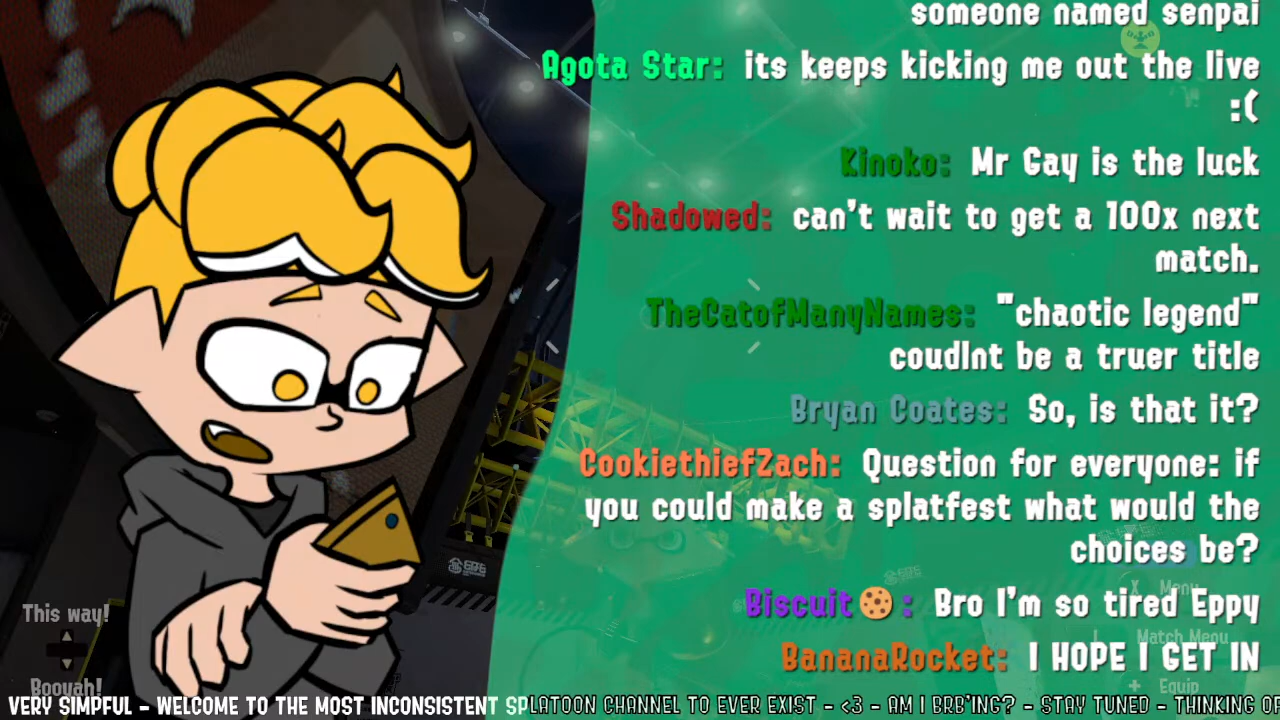 someone named senpai
Agota Star: its keeps kicking me out the live
:(
Kinoko: Mr Gay is the luck
Shadowed: can't wait to get a 100x next
match.
TheCatofManyNames: "chaotic legend"
coudlnt be a truer title
Bryan Coates: So, is that it?
CookiethiefZach: Question for everyone: if
you could make a splatfest what would the
choices be?
Biscuit🍪: Bro I'm so tired Eppy
BananaRocket: I HOPE I GET IN
This way!
Booyah!
X Menu
L Match Menu
+ Equip
VERY SIMPFUL - WELCOME TO THE MOST INCONSISTENT SPLATOON CHANNEL TO EVER EXIST - <3 - AM I BRB'ING? - STAY TUNED - THINKING OF